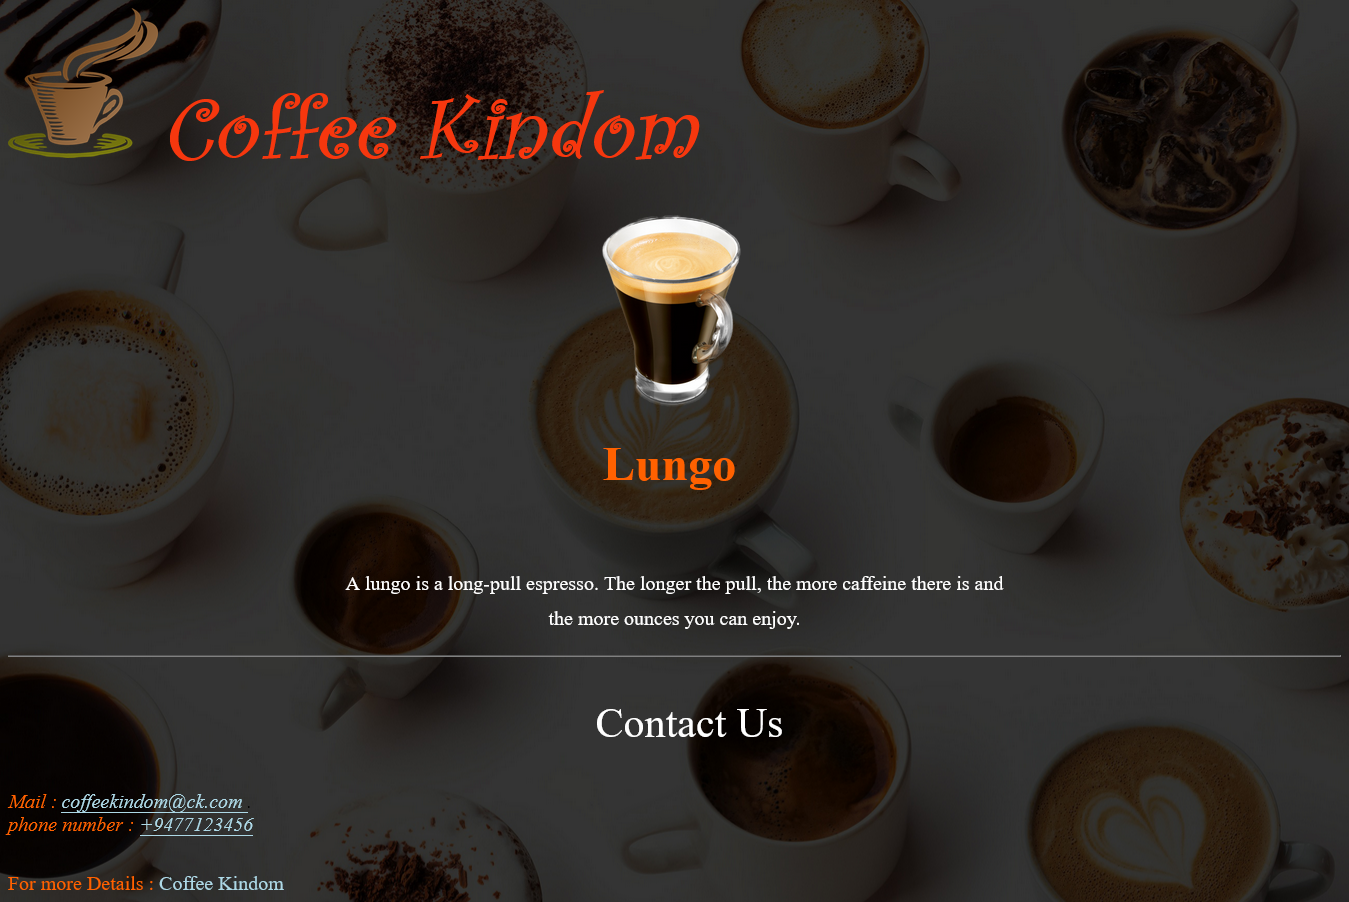 Coffee Kindom
Lungo
A lungo is a long-pull espresso. The longer the pull, the more caffeine there is and
the more ounces you can enjoy.
Contact Us
Mail : coffeekindom@ck.com .
phone number : +9477123456
For more Details : Coffee Kindom